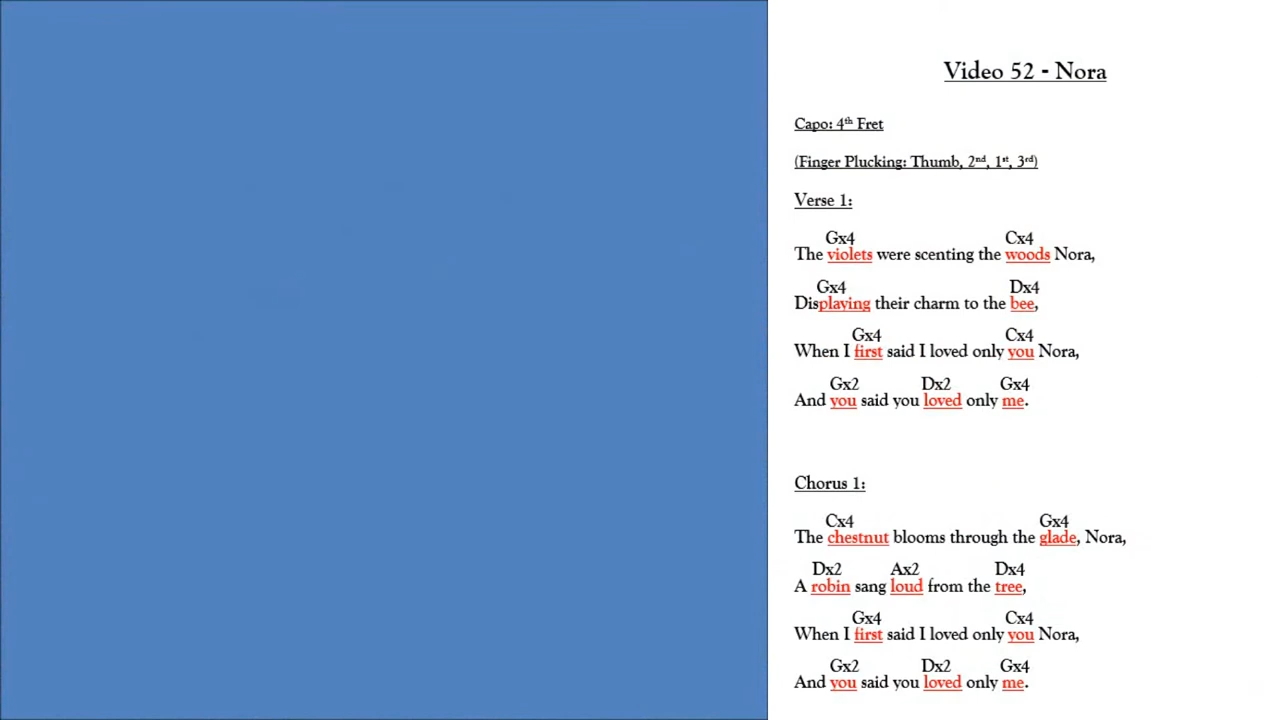 Video 52 - Nora
Capo: 4th Fret
(Finger Plucking: Thumb, 2nd, 1st, 3rd)
Verse 1:
Gx4 Cx4
The violets were scenting the woods Nora,
Gx4 Dx4
Displaying their charm to the bee,
Gx4 Cx4
When I first said I loved only you Nora,
Gx2 Dx2 Gx4
And you said you loved only me.
Chorus 1:
Cx4 Gx4
The chestnut blooms through the glade, Nora,
Dx2 Ax2 Dx4
A robin sang loud from the tree,
Gx4 Cx4
When I first said I loved only you Nora,
Gx2 Dx2 Gx4
And you said you loved only me.